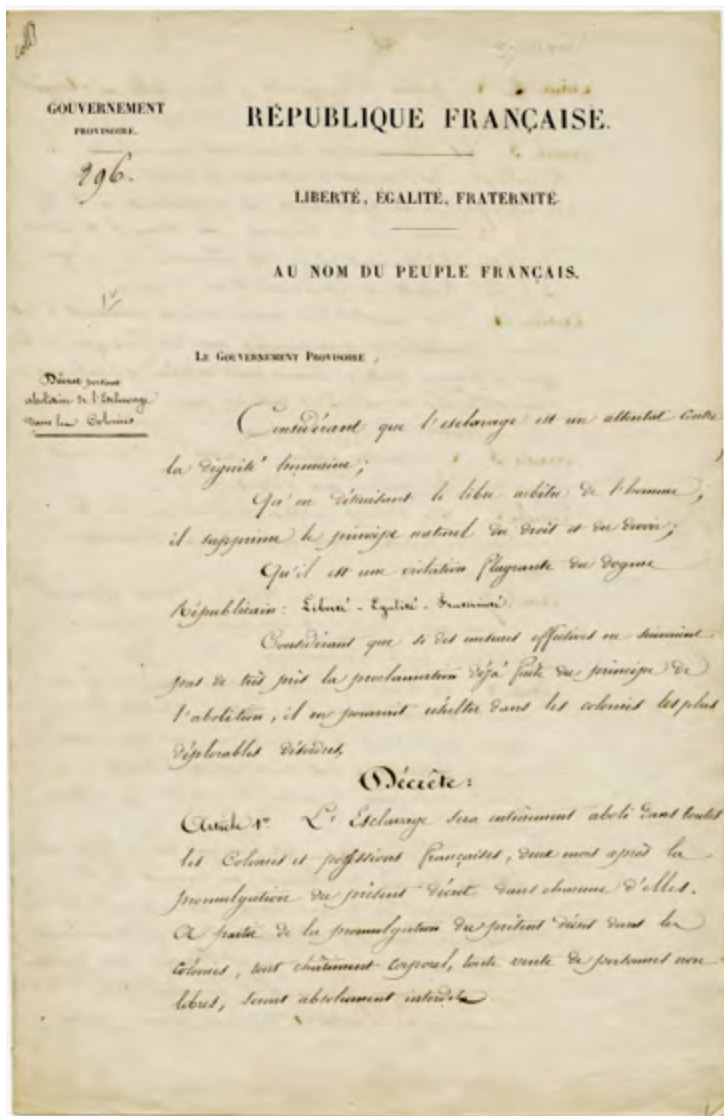 GOUVERNEMENT
PROVISOIRE.
296.
RÉPUBLIQUE FRANÇAISE.
LIBERTÉ, ÉGALITÉ, FRATERNITÉ.
AU NOM DU PEUPLE FRANÇAIS.
LE GOUVERNEMENT PROVISOIRE,
Décret portant
abolition de l'Esclavage
dans les Colonies
Considérant que l'esclavage est un attentat contre
la dignité humaine;
Qu'en détruisant le libre arbitre de l'homme,
il supprime le principe naturel du droit et du devoir;
Qu'il est une violation flagrante du dogme
Républicain: Liberté - Egalité - Fraternité.
Considérant que si des mesures effectives ne suivaient
pas de très près la proclamation déjà faite du principe de
l'abolition, il en pourrait résulter dans les colonies les plus
déplorables désordres,
Décrète:
Article 1er. L'Esclavage sera entièrement aboli dans toutes
les Colonies et possessions françaises, deux mois après la
promulgation du présent décret dans chacune d'elles.
A partir de la promulgation du présent décret dans les
colonies, tout châtiment corporel, toute vente de personnes non
libres, seront absolument interdits